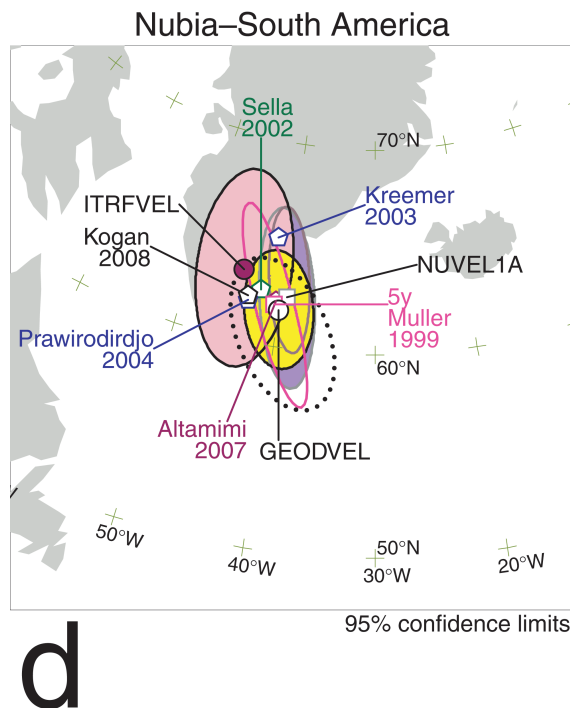 Nubia–South America
Sella
2002
70°N
ITRFVEL
Kreemer
2003
Kogan
2008
NUVEL1A
5y
Muller
1999
Prawirodirdjo
2004
60°N
Altamimi
2007
GEODVEL
50°W
50°N
40°W
30°W
20°W
95% confidence limits
d